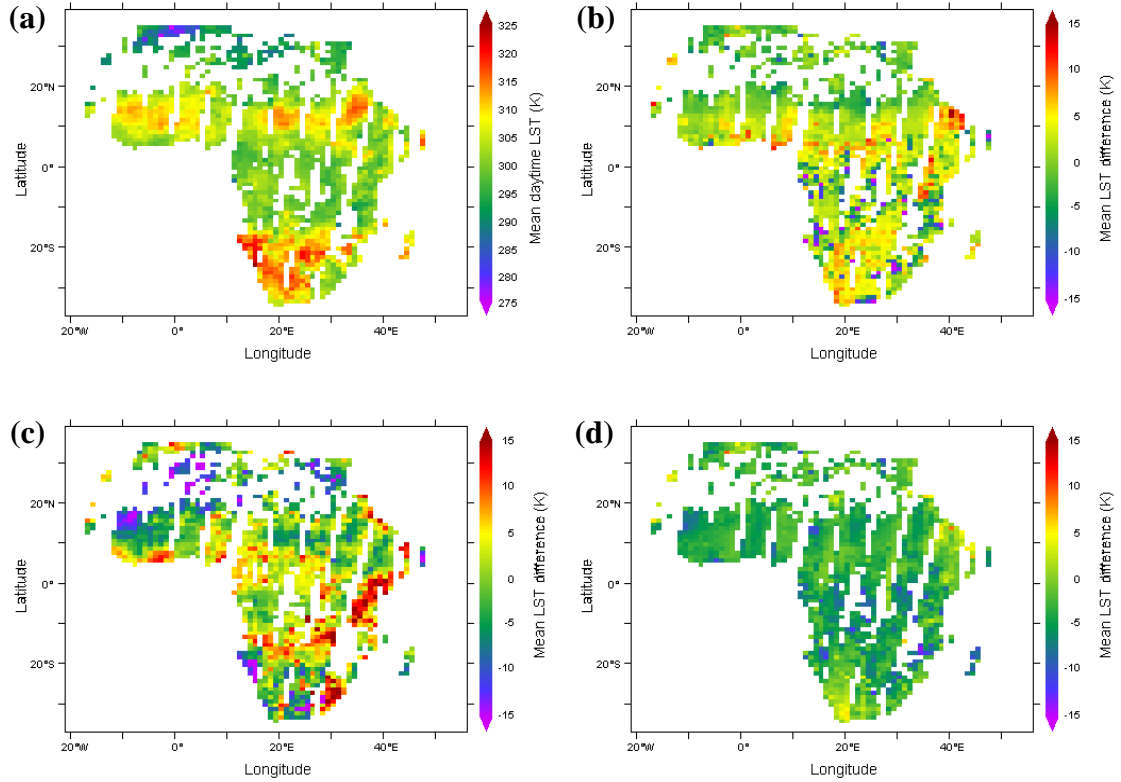 (a)
20°N
0°
20°S
20°W
0°
20°E
40°E
Latitude
Longitude
325
320
315
310
305
300
295
290
285
280
275
Mean daytime LST (K)
(b)
20°N
0°
20°S
20°W
0°
20°E
40°E
Latitude
Longitude
15
10
5
0
-5
-10
-15
Mean LST difference (K)
(c)
20°N
0°
20°S
20°W
0°
20°E
40°E
Latitude
Longitude
15
10
5
0
-5
-10
-15
Mean LST difference (K)
(d)
20°N
0°
20°S
20°W
0°
20°E
40°E
Latitude
Longitude
15
10
5
0
-5
-10
-15
Mean LST difference (K)